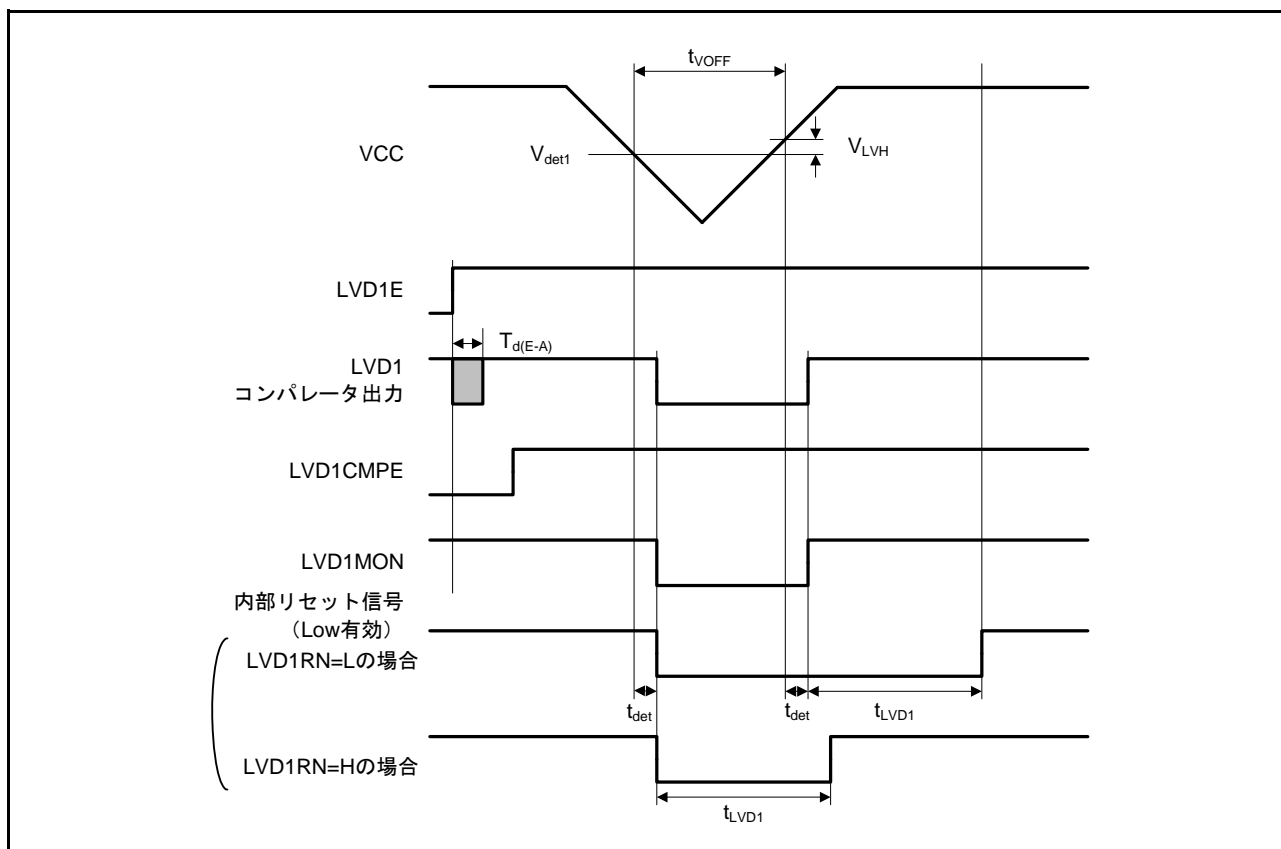 tVOFF
VCC
Vdet1
VLVH
LVD1E
Td(E-A)
LVD1
コンパレータ出力
LVD1CMPE
LVD1MON
内部リセット信号
（Low有効）
LVD1RN=Lの場合
tdet
tdet
tLVD1
LVD1RN=Hの場合
tLVD1